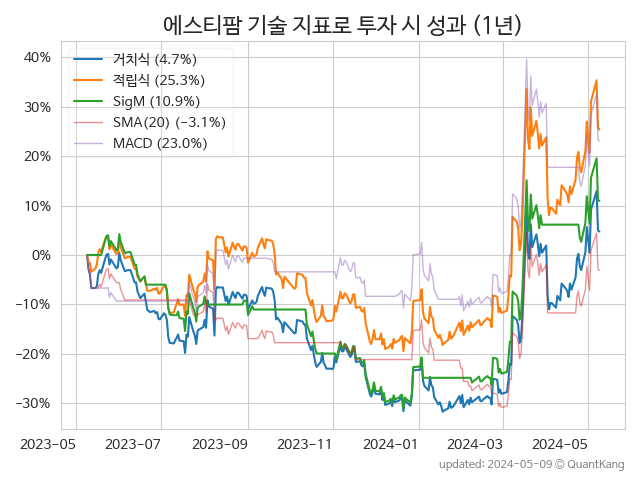 에스티팜 기술 지표로 투자 시 성과 (1년)
거치식 (4.7%)
적립식 (25.3%)
SigM (10.9%)
SMA(20) (−3.1%)
MACD (23.0%)
40%
30%
20%
10%
0%
−10%
−20%
−30%
2023-05 2023-07 2023-09 2023-11 2024-01 2024-03 2024-05
updated: 2024-05-09 © QuantKang